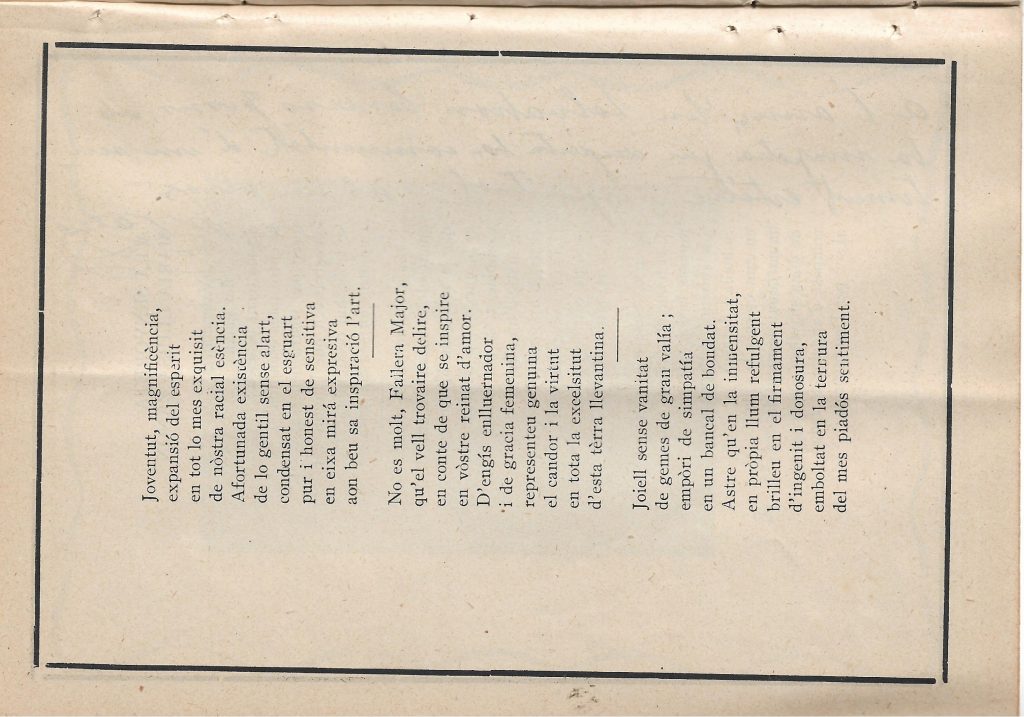 Joventut, magnificència,
expansió del esperit
en tot lo mes exquisit
de nòstra racial esència.
Afortunada existència
de lo gentil sense alart,
condensat en el esguart
pur i honest de sensitiva
en eixa mirá expresiva
aon beu sa inspiració l'art.
No es molt, Fallera Major,
qu'el vell trovaire delire,
en conte de que se inspire
en vòstre reinat d'amor.
D'engis enlluernador
i de gracia femenina,
representeu genuina
el candor i la virtut
en tota la excelsitut
d'esta tèrra llevantina.
Joiell sense vanitat
de gemes de gran valía;
empòri de simpatía
en un bancal de bondat.
Astre qu'en la inmensitat,
en pròpia llum refulgent
brilleu en el firmament
d'ingenit i donosura,
emboltat en la ternura
del mes piadós sentiment.